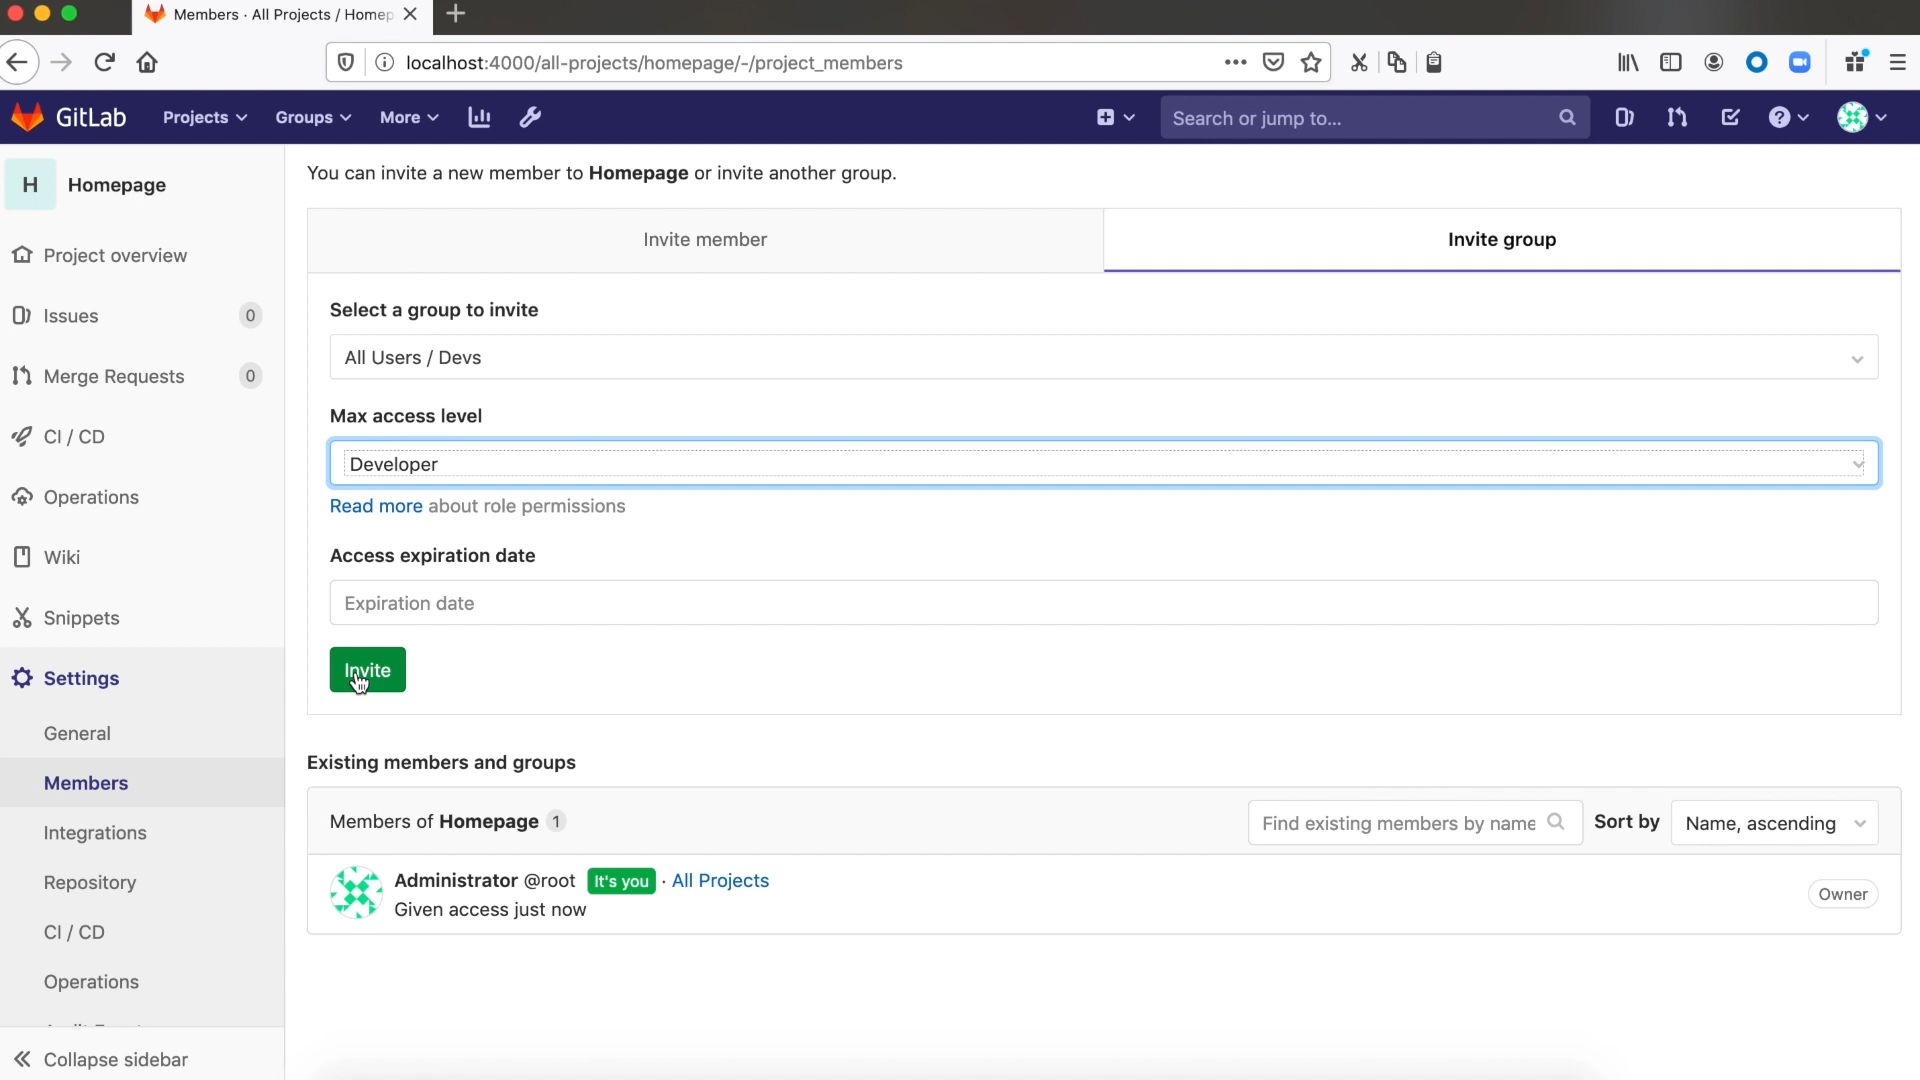 Members · All Projects / Homep
localhost:4000/all-projects/homepage/-/project_members
GitLab
Projects
Groups
More
Search or jump to...
H
Homepage
Project overview
Issues 0
Merge Requests 0
CI / CD
Operations
Wiki
Snippets
Settings
General
Members
Integrations
Repository
CI / CD
Operations
Collapse sidebar
You can invite a new member to Homepage or invite another group.
Invite member
Invite group
Select a group to invite
All Users / Devs
Max access level
Developer
Read more about role permissions
Access expiration date
Expiration date
Invite
Existing members and groups
Members of Homepage 1
Find existing members by name
Sort by
Name, ascending
Administrator @root It's you · All Projects
Given access just now
Owner